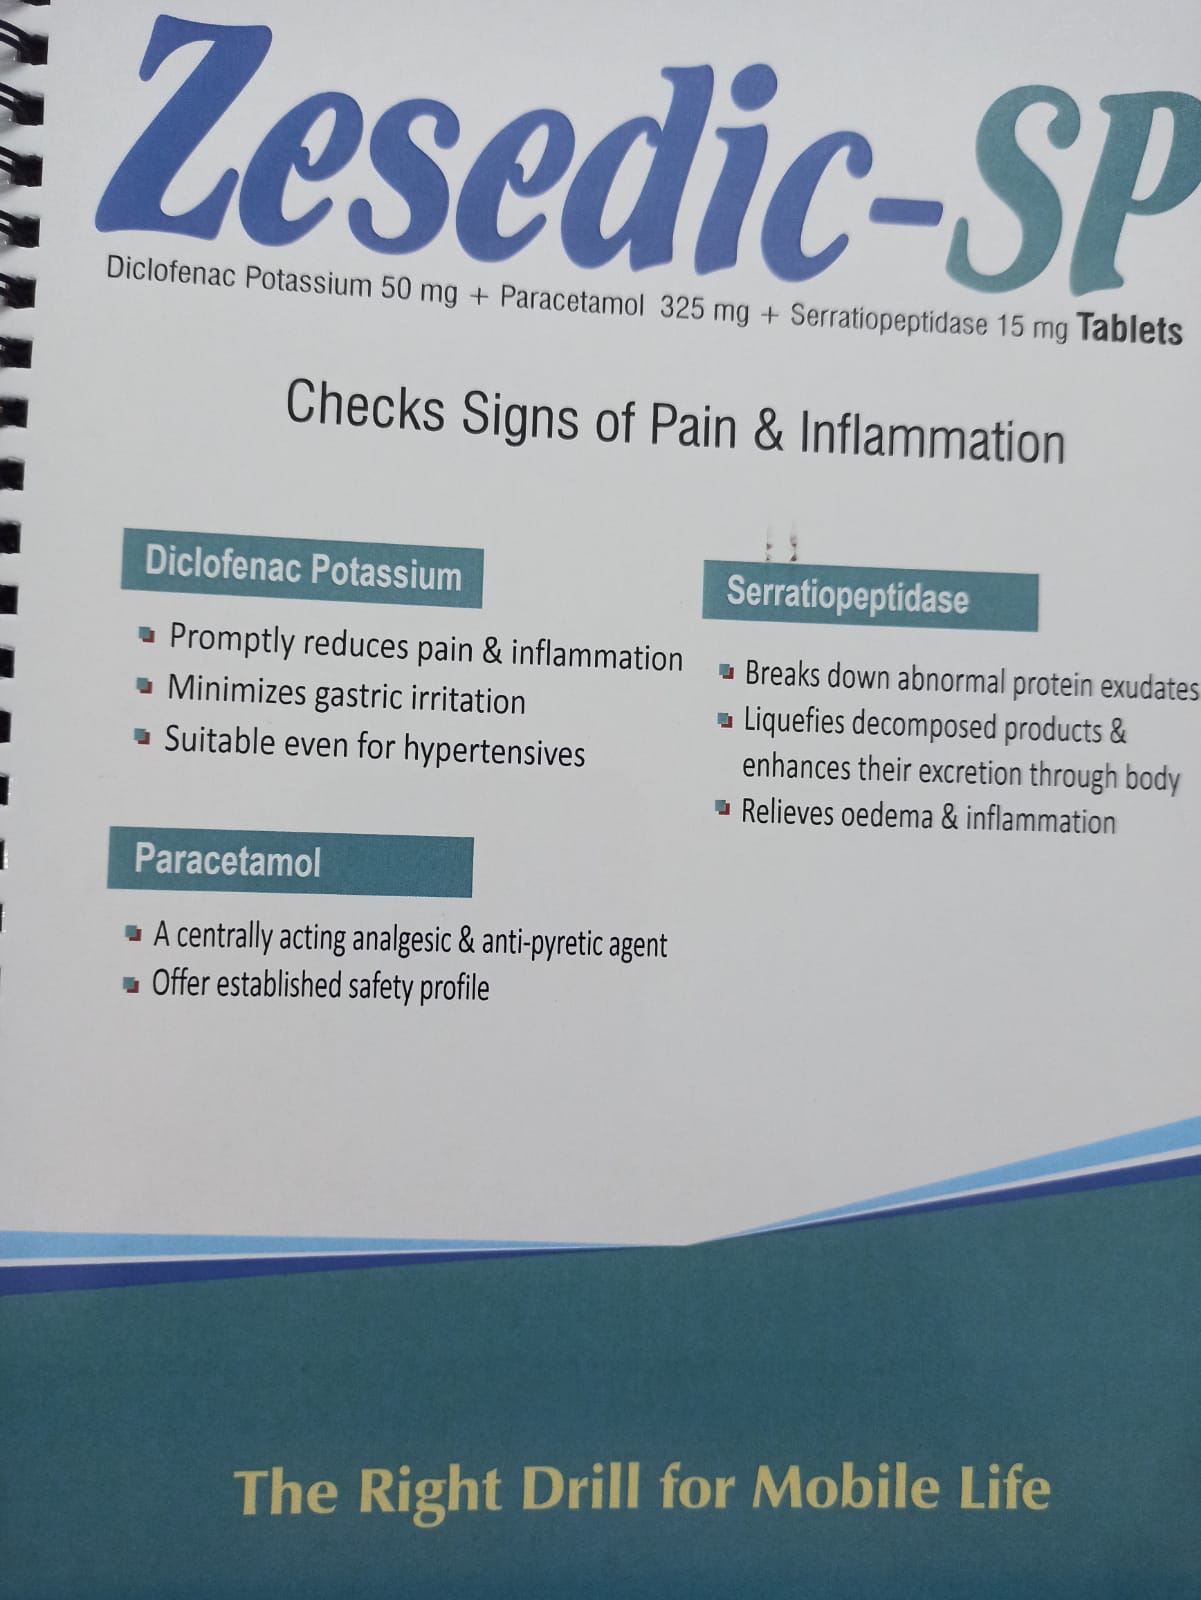 Zesedic-SP
Diclofenac Potassium 50 mg + Paracetamol 325 mg + Serratiopeptidase 15 mg Tablets
Checks Signs of Pain & Inflammation
Diclofenac Potassium
Promptly reduces pain & inflammation
Minimizes gastric irritation
Suitable even for hypertensives
Paracetamol
A centrally acting analgesic & anti-pyretic agent
Offer established safety profile
Serratiopeptidase
Breaks down abnormal protein exudates
Liquefies decomposed products &
enhances their excretion through body
Relieves oedema & inflammation
The Right Drill for Mobile Life